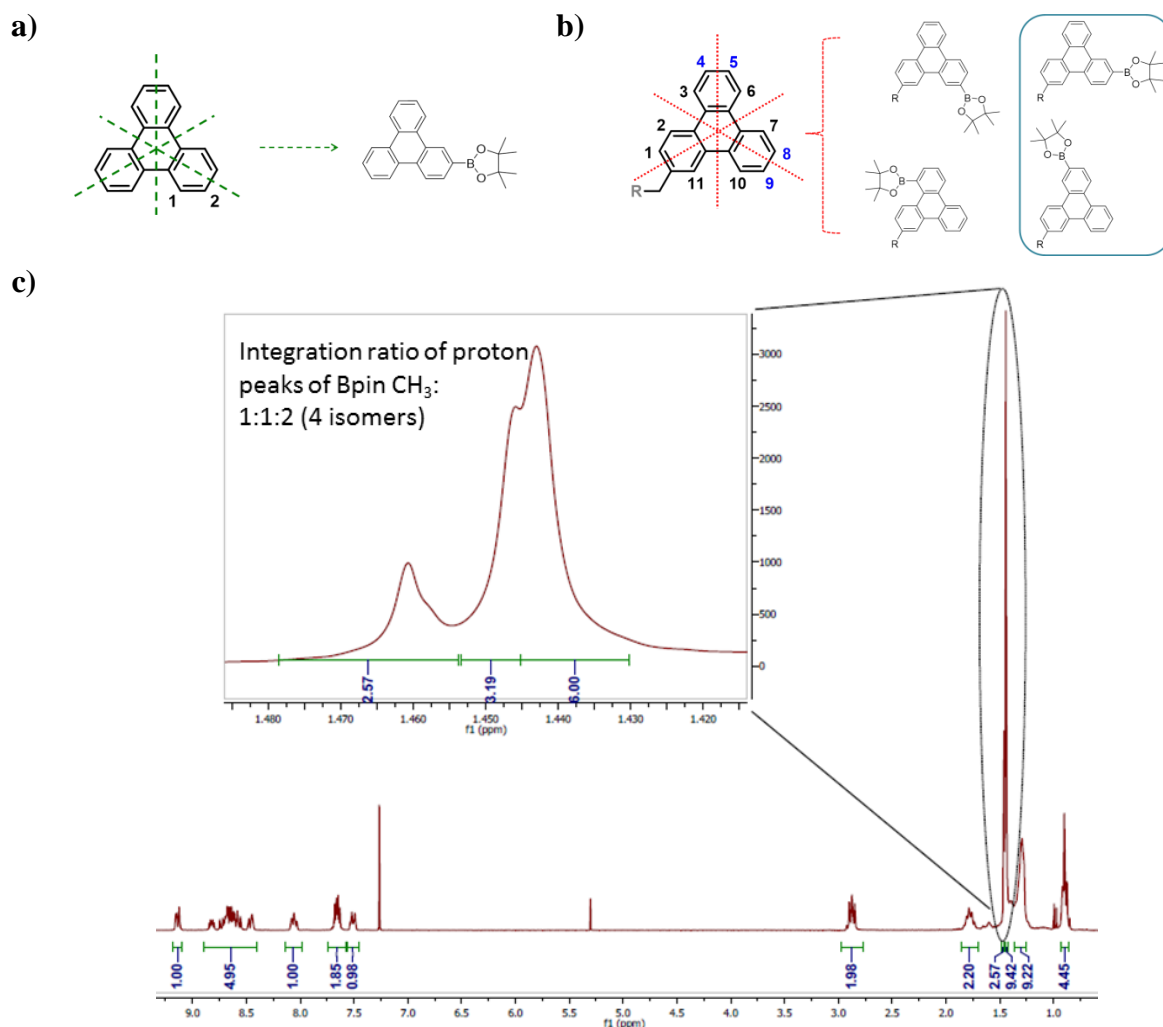 a)
1 2
B
O
O
b)
4 5
3 6
2 7
1 8
11 10 9
R
R
B
O
O
R
B
O
O
O
B
O
R
O
B
O
R
c)
Integration ratio of proton
peaks of Bpin CH₃:
1:1:2 (4 isomers)
3000
2500
2000
1500
1000
500
0
2.57 3.19 6.00
1.480 1.470 1.460 1.450 1.440 1.430 1.420
f1 (ppm)
1.00 4.95 1.00 1.85 0.98 1.98 2.20 2.57 9.42 9.22 4.45
9.0 8.5 8.0 7.5 7.0 6.5 6.0 5.5 5.0 4.5 4.0 3.5 3.0 2.5 2.0 1.5 1.0
f1 (ppm)